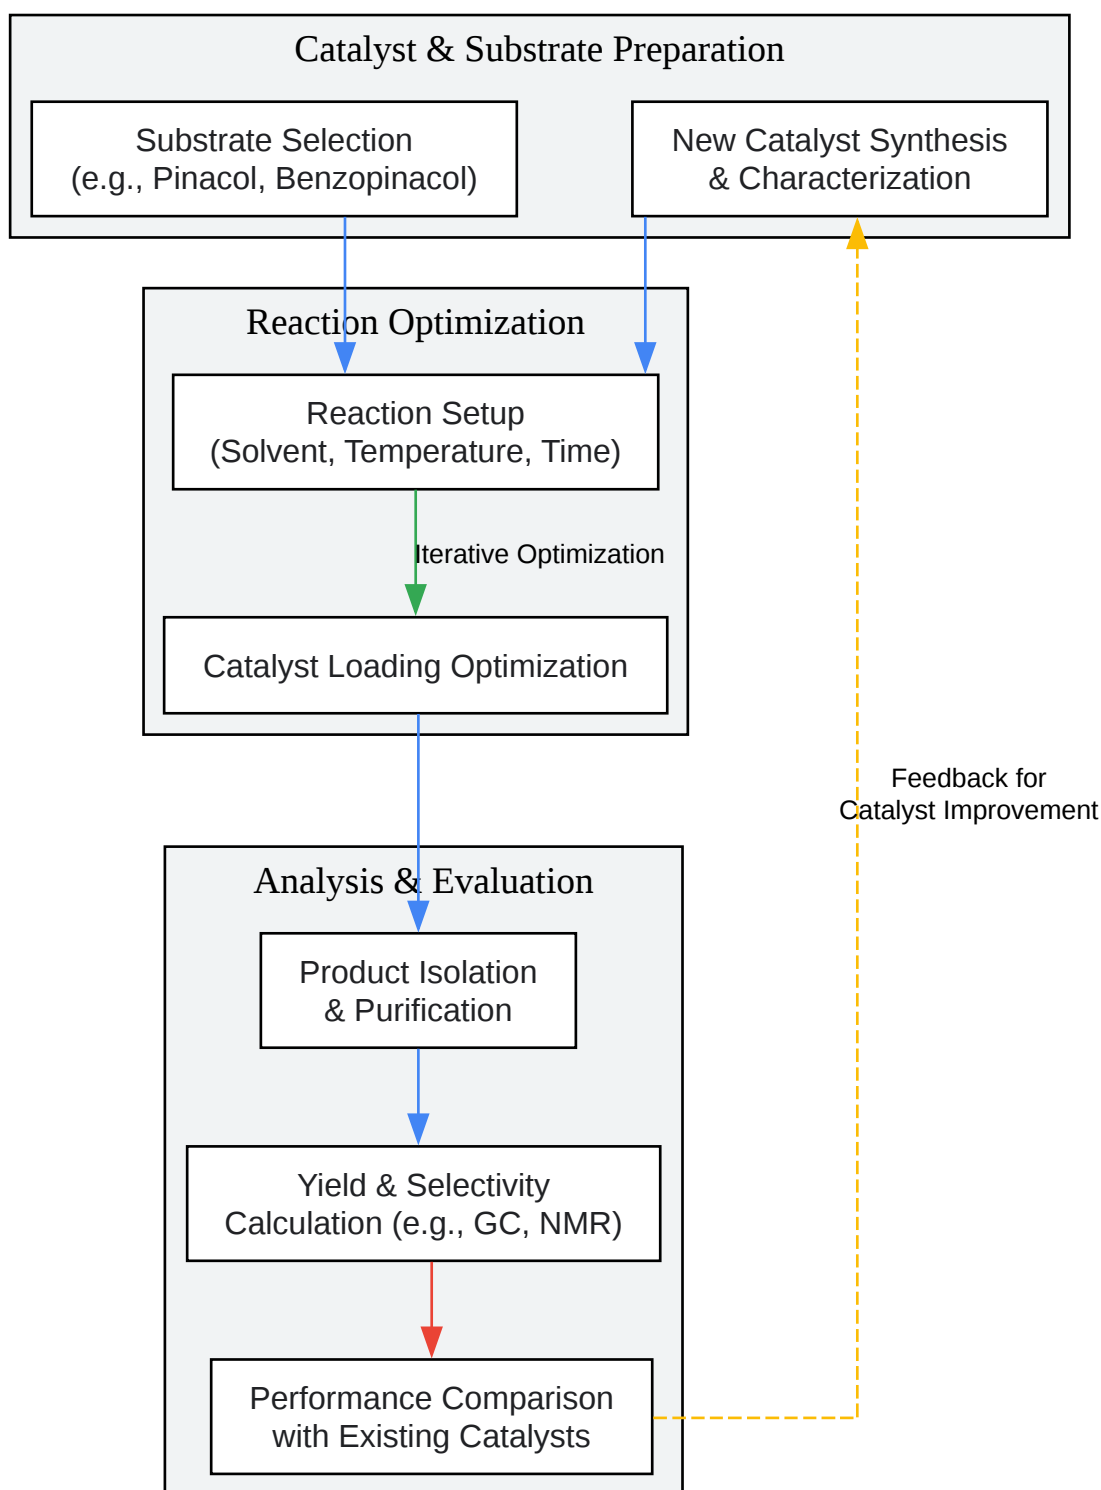 Catalyst & Substrate Preparation
Substrate Selection
(e.g., Pinacol, Benzopinacol)
New Catalyst Synthesis
& Characterization
Reaction Optimization
Reaction Setup
(Solvent, Temperature, Time)
Iterative Optimization
Catalyst Loading Optimization
Feedback for
Catalyst Improvement
Analysis & Evaluation
Product Isolation
& Purification
Yield & Selectivity
Calculation (e.g., GC, NMR)
Performance Comparison
with Existing Catalysts